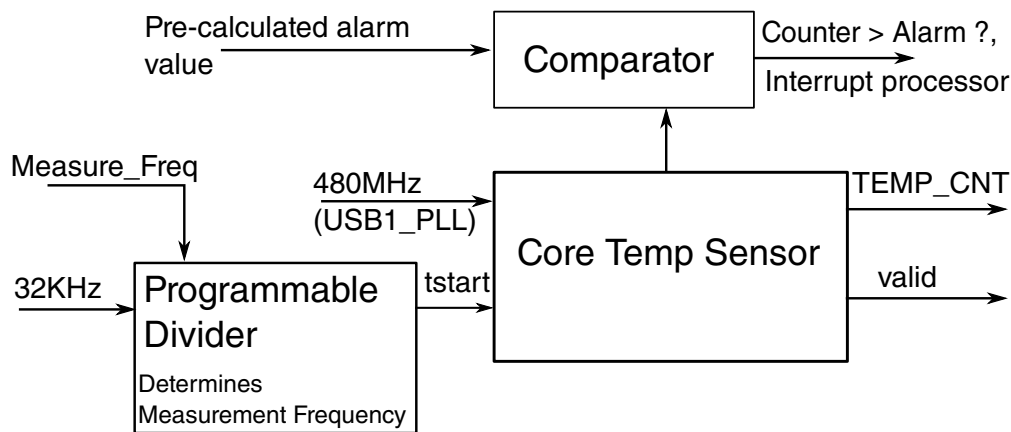 Pre-calculated alarm
value
Comparator
Counter > Alarm ?,
Interrupt processor
Measure_Freq
480MHz
(USB1_PLL)
Core Temp Sensor
TEMP_CNT
valid
32KHz
Programmable
Divider
Determines
Measurement Frequency
tstart